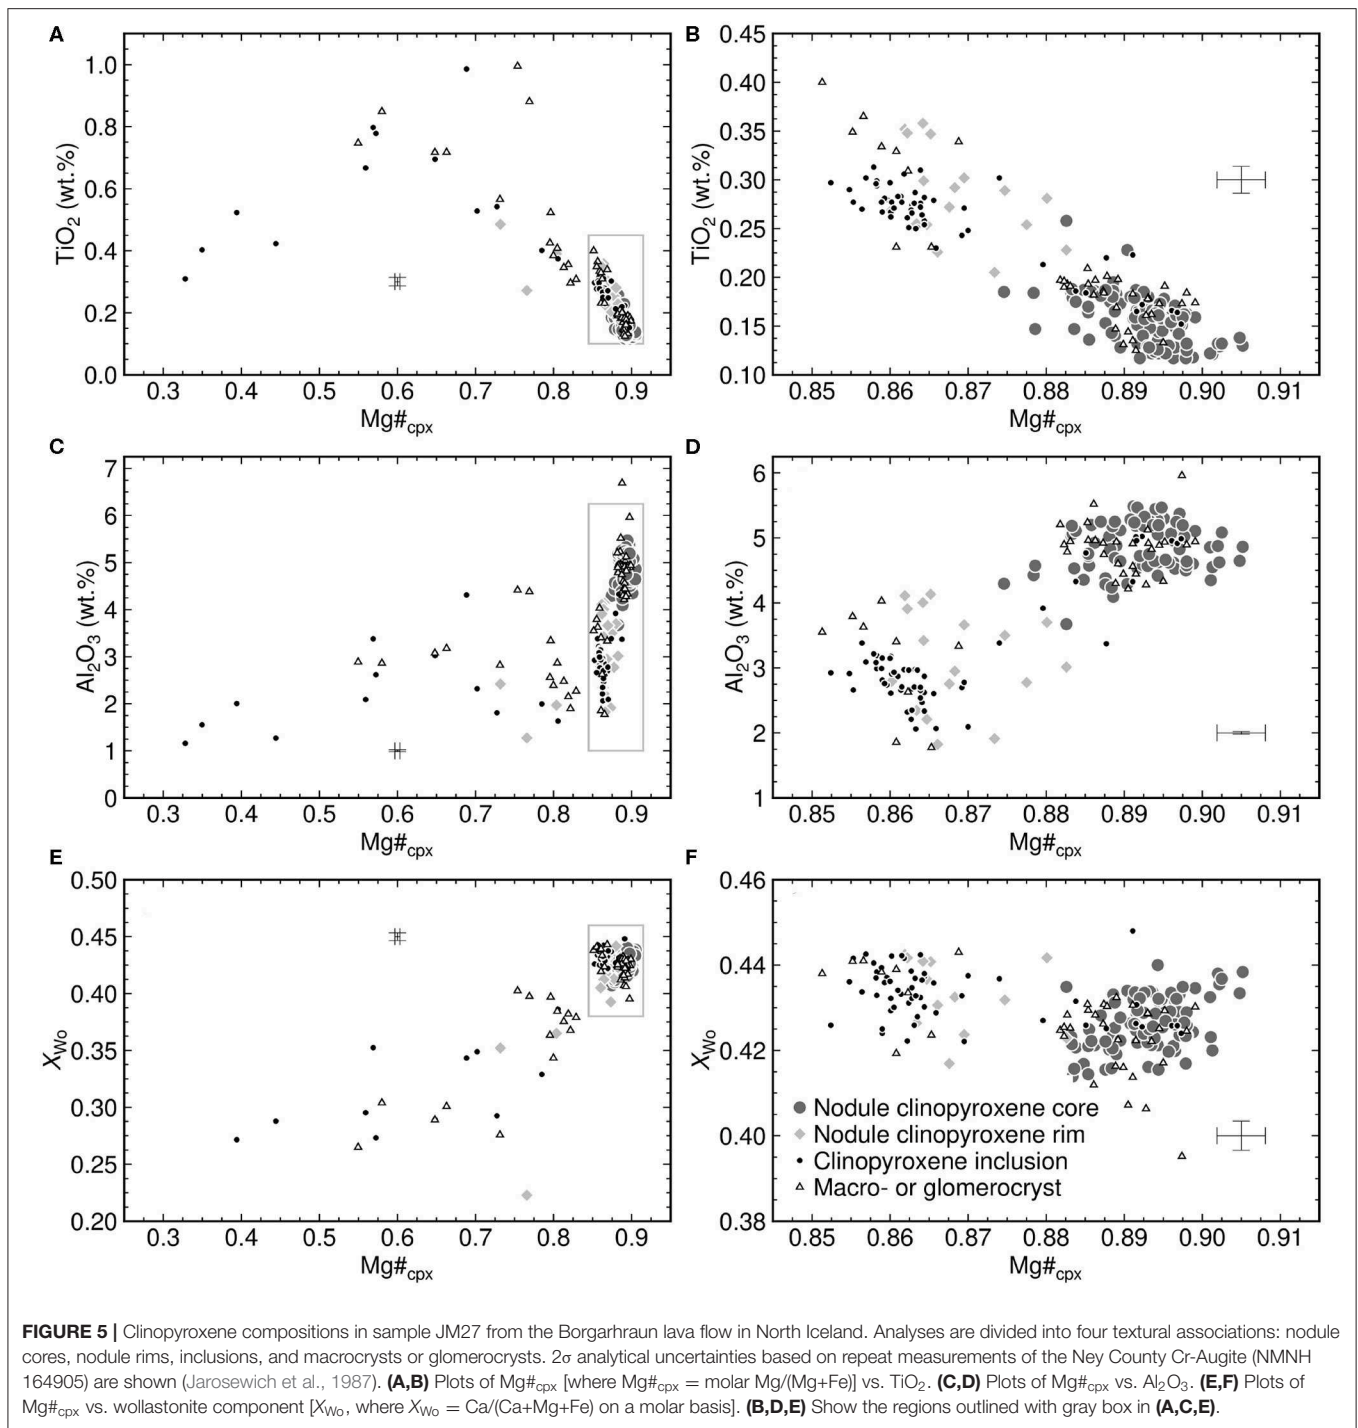 A
TiO2 (wt.%)
1.0
0.8
0.6
0.4
0.2
0.0
0.3 0.4 0.5 0.6 0.7 0.8 0.9
Mg#cpx
B
TiO2 (wt.%)
0.45
0.40
0.35
0.30
0.25
0.20
0.15
0.10
0.85 0.86 0.87 0.88 0.89 0.90 0.91
Mg#cpx
C
Al2O3 (wt.%)
7
6
5
4
3
2
1
0
0.3 0.4 0.5 0.6 0.7 0.8 0.9
Mg#cpx
D
Al2O3 (wt.%)
6
5
4
3
2
1
0.85 0.86 0.87 0.88 0.89 0.90 0.91
Mg#cpx
E
XWo
0.50
0.45
0.40
0.35
0.30
0.25
0.20
0.3 0.4 0.5 0.6 0.7 0.8 0.9
Mg#cpx
F
XWo
0.46
0.44
0.42
0.40
0.38
Nodule clinopyroxene core
Nodule clinopyroxene rim
Clinopyroxene inclusion
Macro- or glomerocryst
0.85 0.86 0.87 0.88 0.89 0.90 0.91
Mg#cpx
FIGURE 5 | Clinopyroxene compositions in sample JM27 from the Borgarhraun lava flow in North Iceland. Analyses are divided into four textural associations: nodule
cores, nodule rims, inclusions, and macrocrysts or glomerocrysts. 2σ analytical uncertainties based on repeat measurements of the Ney County Cr-Augite (NMNH
164905) are shown (Jarosewich et al., 1987). (A,B) Plots of Mg#cpx [where Mg#cpx = molar Mg/(Mg+Fe)] vs. TiO2. (C,D) Plots of Mg#cpx vs. Al2O3. (E,F) Plots of
Mg#cpx vs. wollastonite component [XWo, where XWo = Ca/(Ca+Mg+Fe) on a molar basis]. (B,D,E) Show the regions outlined with gray box in (A,C,E).